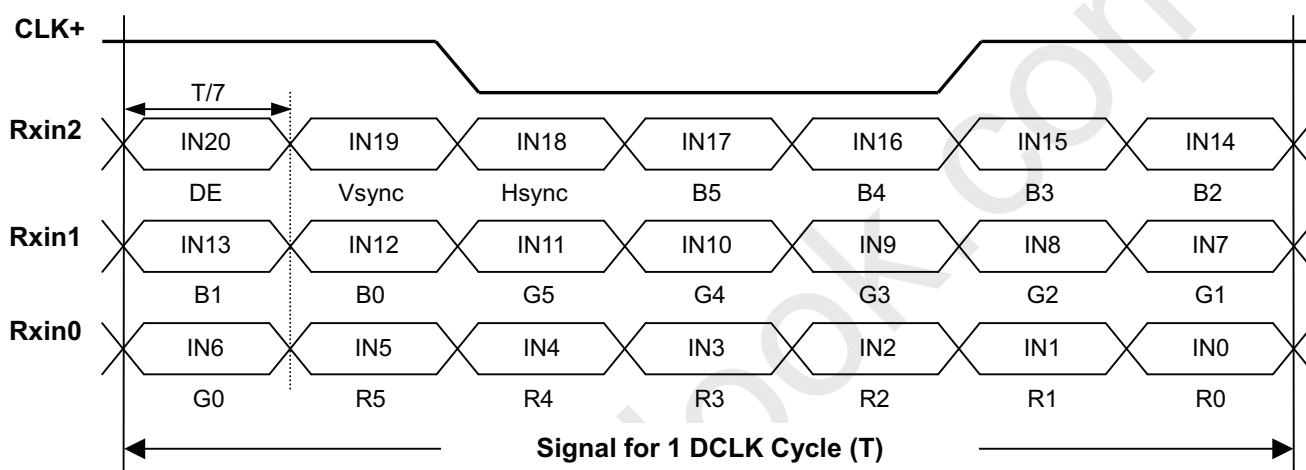 CLK+
T/7
Rxin2 IN20 IN19 IN18 IN17 IN16 IN15 IN14
DE Vsync Hsync B5 B4 B3 B2
Rxin1 IN13 IN12 IN11 IN10 IN9 IN8 IN7
B1 B0 G5 G4 G3 G2 G1
Rxin0 IN6 IN5 IN4 IN3 IN2 IN1 IN0
G0 R5 R4 R3 R2 R1 R0
Signal for 1 DCLK Cycle (T)